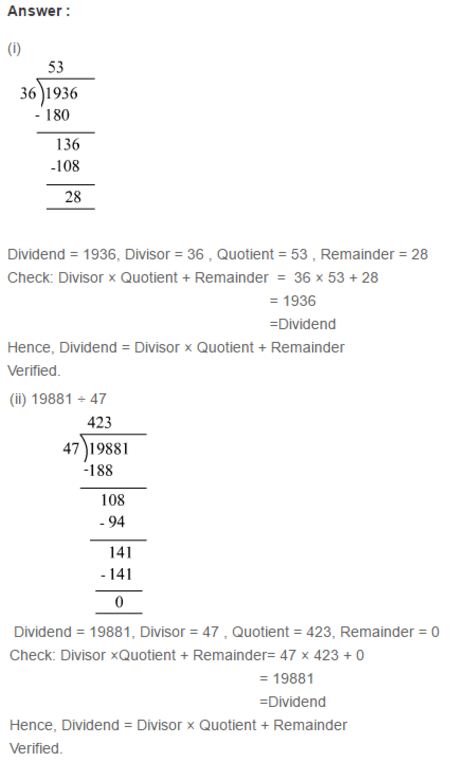 Answer :
(i)
53
36)1936
- 180
136
-108
28
Dividend = 1936, Divisor = 36 , Quotient = 53 , Remainder = 28
Check: Divisor × Quotient + Remainder = 36 × 53 + 28
= 1936
=Dividend
Hence, Dividend = Divisor × Quotient + Remainder
Verified.
(ii) 19881 ÷ 47
423
47)19881
-188
108
- 94
141
- 141
0
Dividend = 19881, Divisor = 47 , Quotient = 423, Remainder = 0
Check: Divisor ×Quotient + Remainder= 47 × 423 + 0
= 19881
=Dividend
Hence, Dividend = Divisor × Quotient + Remainder
Verified.